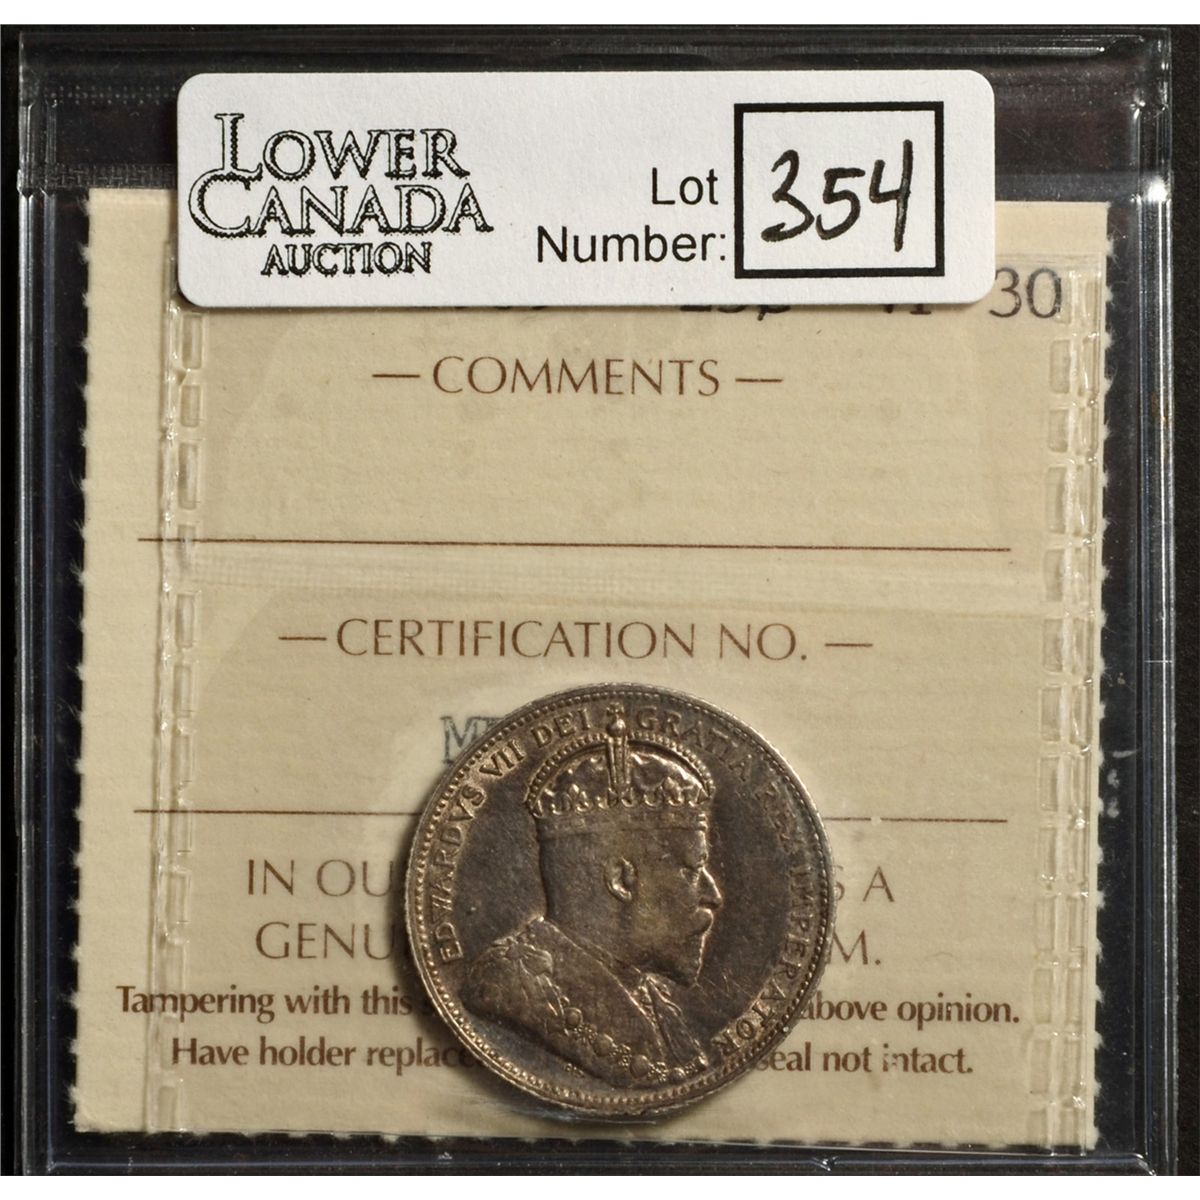 LOWER
CANADA
AUCTION
Lot
Number:
354
30
— COMMENTS —
— CERTIFICATION NO. —
EDWARDVS VII DEI GRATIA REX IMPERATOR
IN OU A
GENU M.
Tampering with this above opinion.
Have holder replace seal not intact.